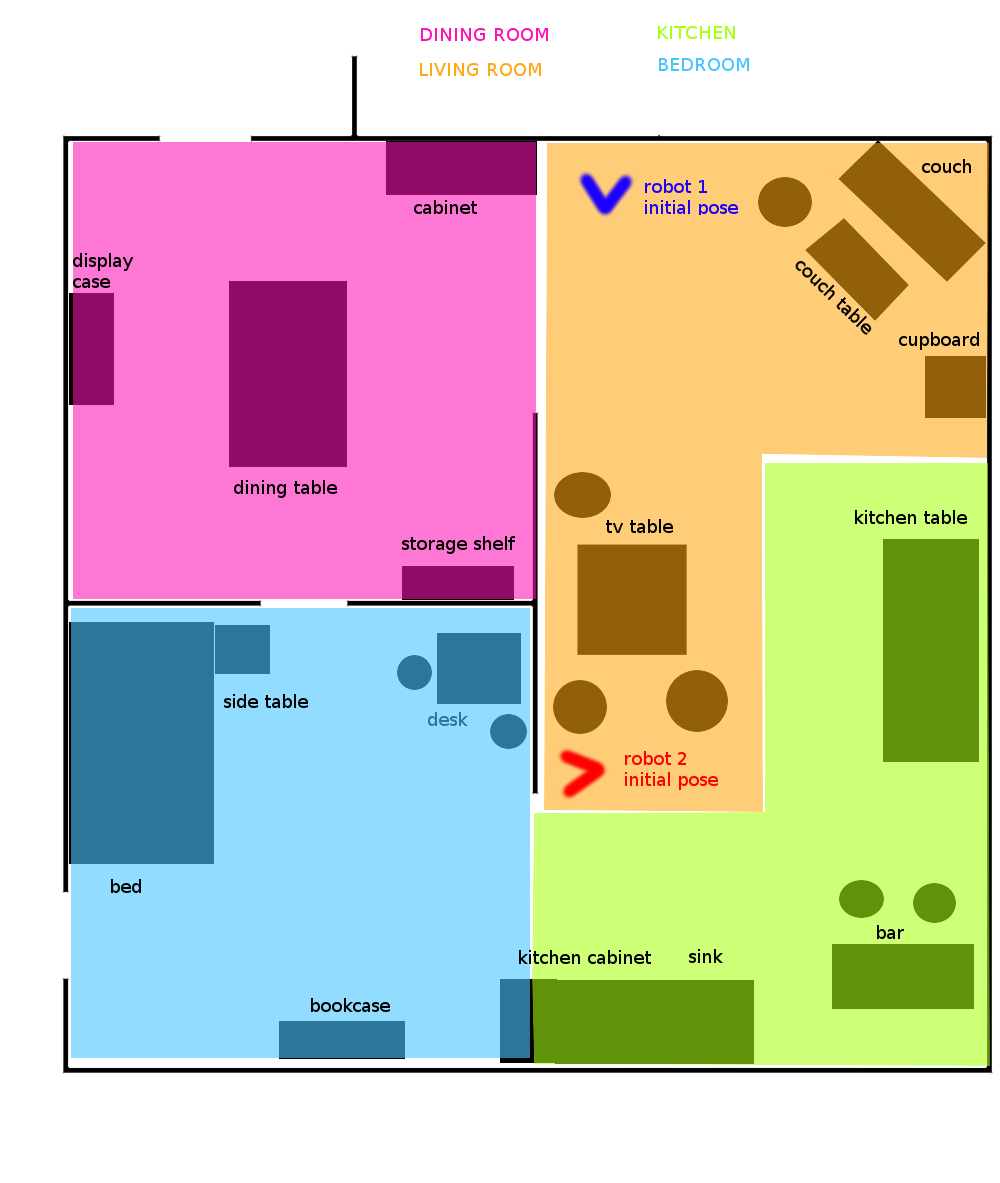 DINING ROOM
KITCHEN
LIVING ROOM
BEDROOM
couch
robot 1
initial pose
cabinet
display
case
couch table
cupboard
dining table
kitchen table
tv table
storage shelf
side table
desk
robot 2
initial pose
bed
bar
kitchen cabinet
sink
bookcase